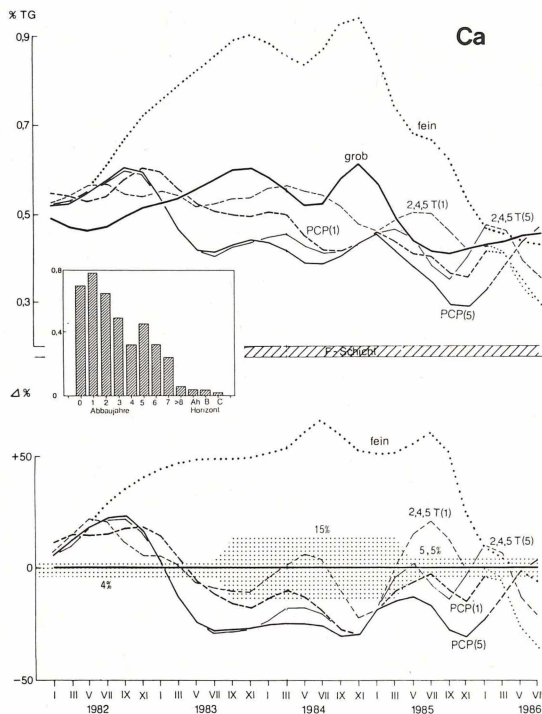 % TG
Ca
0,9
0,7
0,5
0,3
fein
grob
2,4,5 T(1)
2,4,5 T(5)
PCP(1)
PCP(5)
0,8
0,4
0
0 1 2 3 4 5 6 7 >8 Ah B C
Abbaujahre Horizont
F-Schicht
Δ%
+50
0
-50
fein
2,4,5 T(1)
2,4,5 T(5)
15%
5,5%
4%
PCP(1)
PCP(5)
I III V VII IX XI I III V VII IX XI I III V VII IX XI I III V VII IX XI I III V VII
1982 1983 1984 1985 1986